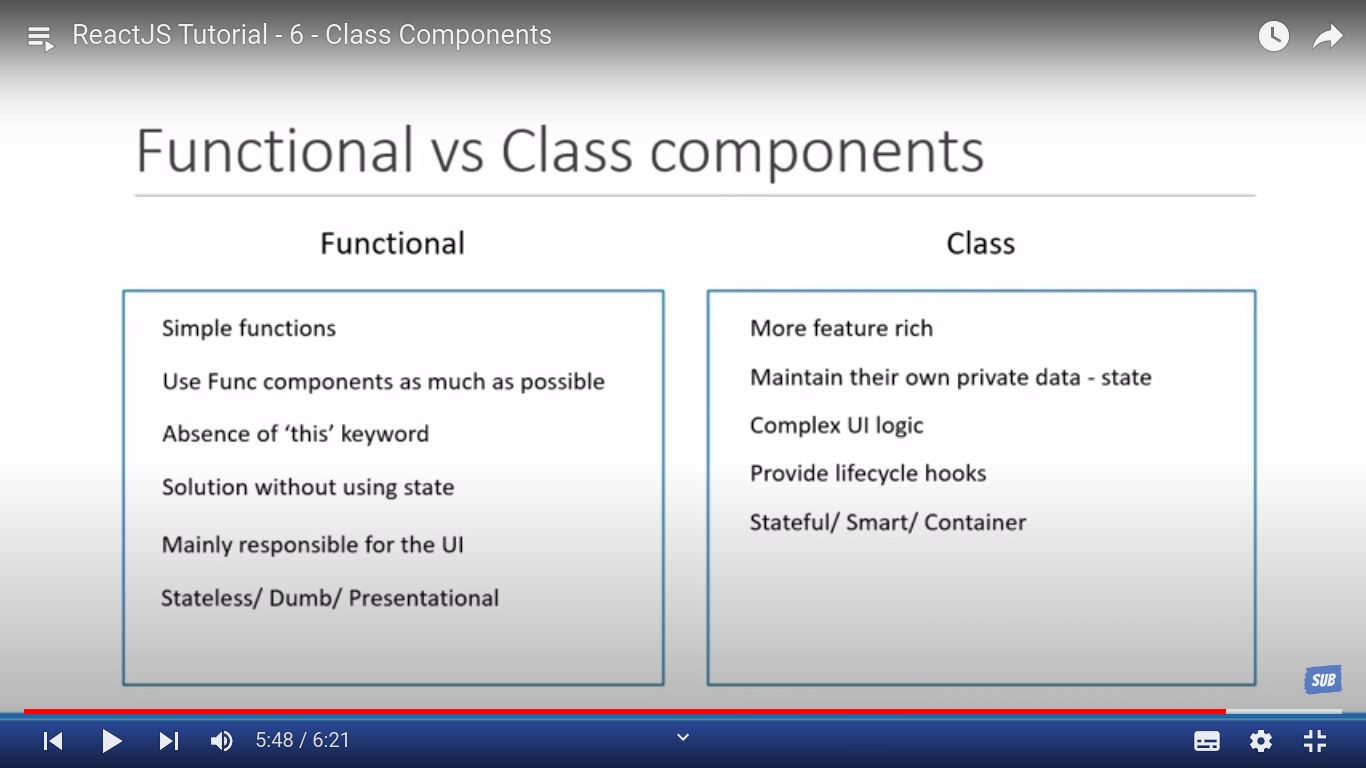 ReactJS Tutorial - 6 - Class Components
Functional vs Class components
Functional
Simple functions
Use Func components as much as possible
Absence of ‘this’ keyword
Solution without using state
Mainly responsible for the UI
Stateless/ Dumb/ Presentational
Class
More feature rich
Maintain their own private data - state
Complex UI logic
Provide lifecycle hooks
Stateful/ Smart/ Container
SUB
5:48 / 6:21